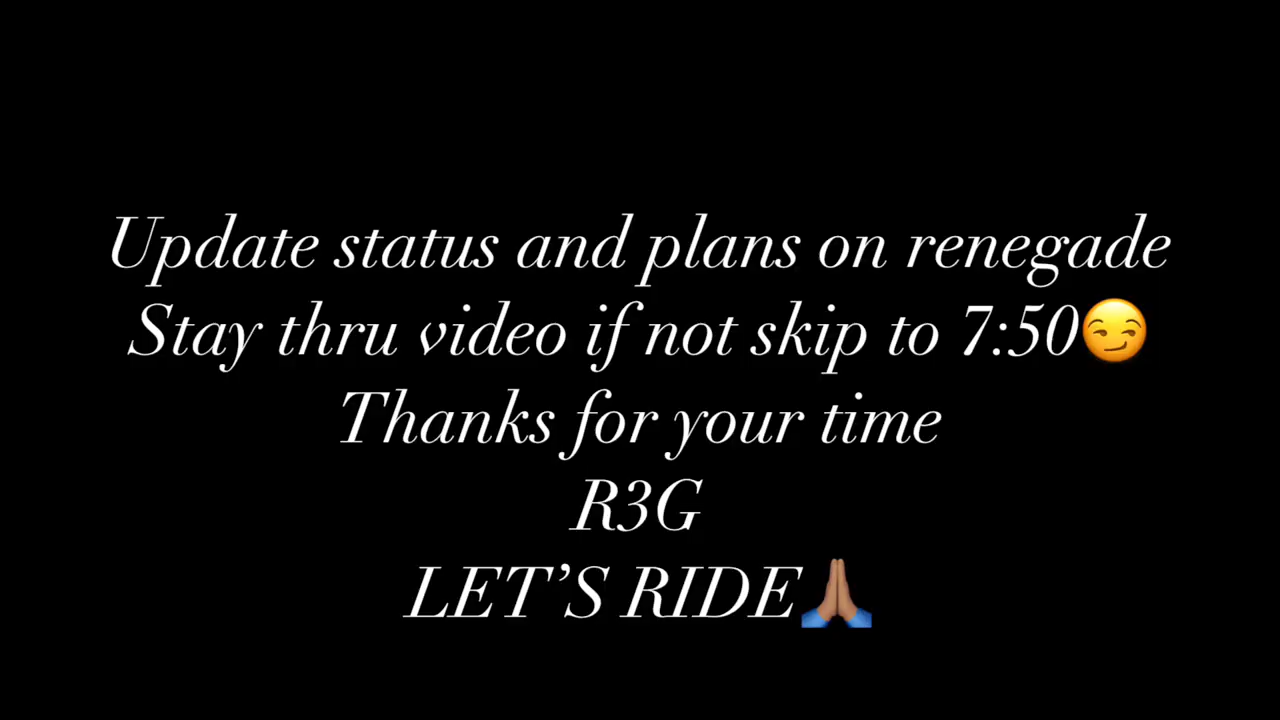 Update status and plans on renegade
Stay thru video if not skip to 7:50😏
Thanks for your time
R3G
LET’S RIDE🙏🏽